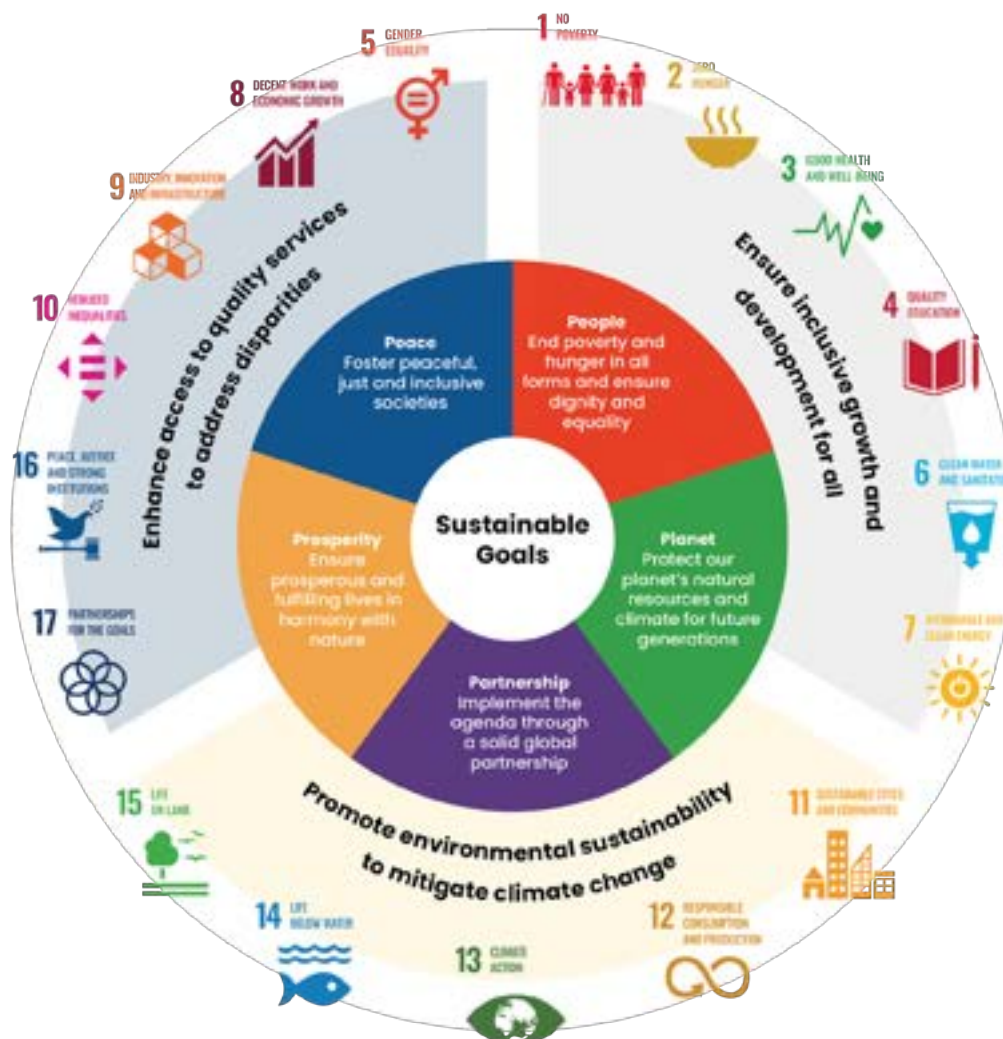 5 GENDER
EQUALITY
1 NO
POVERTY
8 DECENT WORK AND
ECONOMIC GROWTH
2 ZERO
HUNGER
9 INDUSTRY, INNOVATION
AND INFRASTRUCTURE
3 GOOD HEALTH
AND WELL-BEING
10 REDUCED
INEQUALITIES
4 QUALITY
EDUCATION
16 PEACE, JUSTICE
AND STRONG
INSTITUTIONS
6 CLEAN WATER
AND SANITAT
17 PARTNERSHIPS
FOR THE GOALS
7 AFFORDABLE AND
CLEAN ENERGY
15 LIFE
ON LAND
11 SUSTAINABLE CITIES
AND COMMUNITIES
14 LIFE
BELOW WATER
12 RESPONSIBLE
CONSUMPTION
AND PRODUCTION
13 CLIMATE
ACTION
Enhance access to quality services
to address disparities
Ensure inclusive growth and
development for all
Promote environmental sustainability
to mitigate climate change
Peace
Foster peaceful,
just and inclusive
societies
People
End poverty and
hunger in all
forms and ensure
dignity and
equality
Prosperity
Ensure
prosperous and
fulfilling lives in
harmony with
nature
Sustainable
Goals
Planet
Protect our
planet's natural
resources and
climate for future
generations
Partnership
Implement the
agenda through
a solid global
partnership